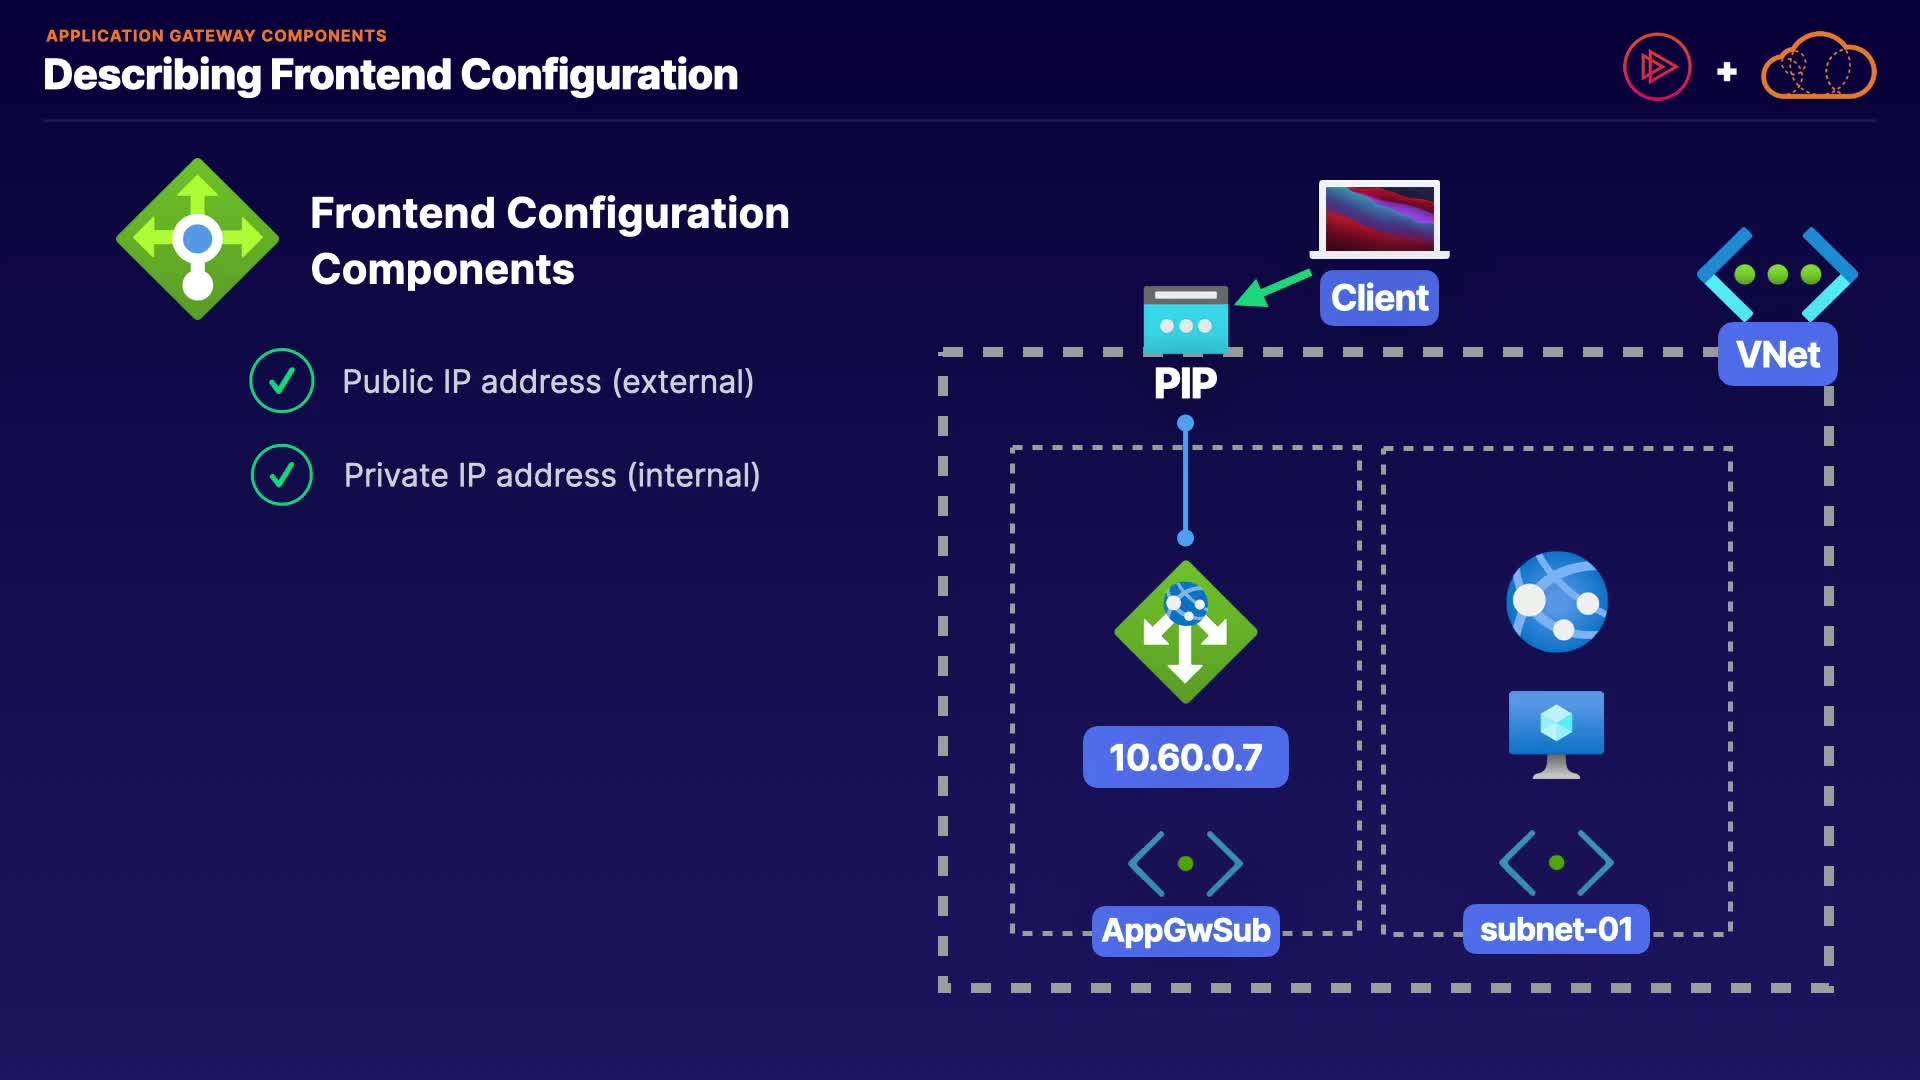 APPLICATION GATEWAY COMPONENTS
Describing Frontend Configuration
Frontend Configuration
Components
Public IP address (external)
Private IP address (internal)
Client
VNet
PIP
10.60.0.7
AppGwSub
subnet-01